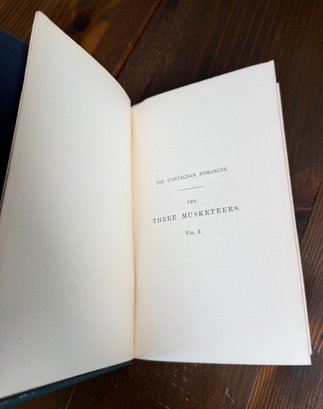 THE D'ARTAGNAN ROMANCES.
THE
THREE MUSKETEERS.
VOL. I.